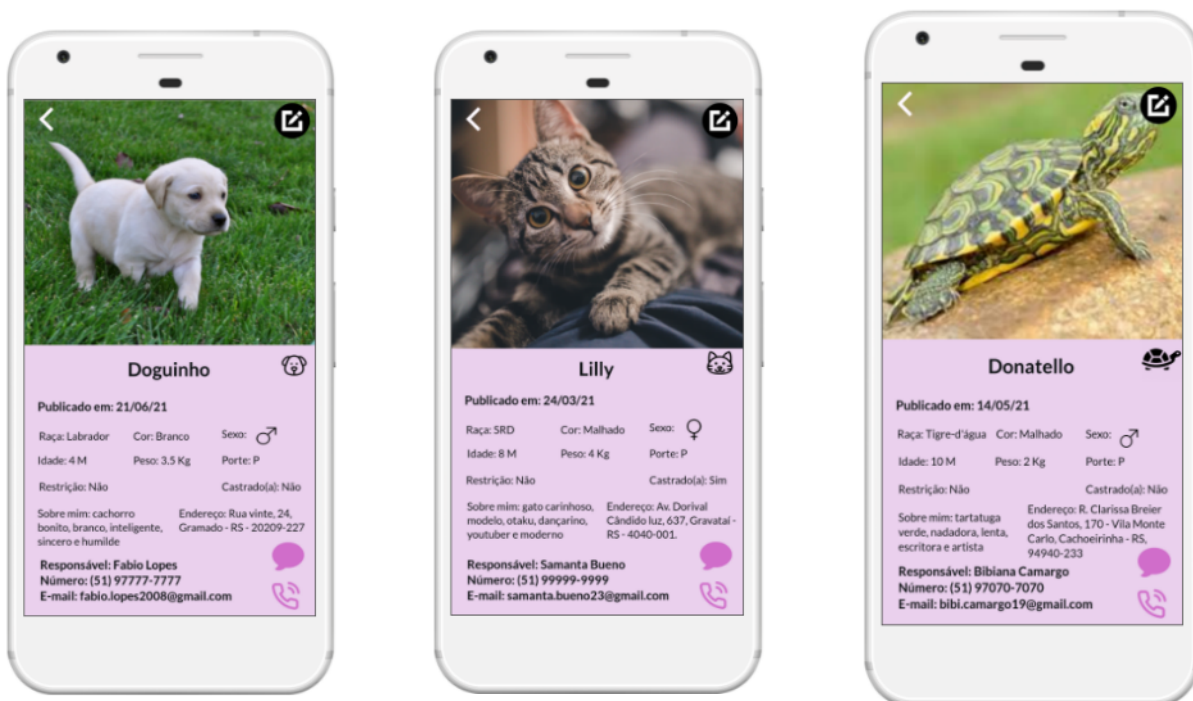 Doguinho
Publicado em: 21/06/21
Raça: Labrador Cor: Branco Sexo:
Idade: 4 M Peso: 3.5 Kg Porte: P
Restrição: Não Castrado(a): Não
Sobre mim: cachorro
bonito, branco, inteligente,
sincero e humilde
Endereço: Rua vinte, 24,
Gramado - RS - 20209-227
Responsável: Fabio Lopes
Número: (51) 97777-7777
E-mail: fabio.lopes2008@gmail.com
Lilly
Publicado em: 24/03/21
Raça: SRD Cor: Malhado Sexo:
Idade: 8 M Peso: 4 Kg Porte: P
Restrição: Não Castrado(a): Sim
Sobre mim: gato carinhoso,
modelo, otaku, dançarino,
youtuber e moderno
Endereço: Av. Dorival
Cândido luz, 637, Gravataí -
RS - 4040-001.
Responsável: Samanta Bueno
Número: (51) 99999-9999
E-mail: samanta.bueno23@gmail.com
Donatello
Publicado em: 14/05/21
Raça: Tigre-d'água Cor: Malhado Sexo:
Idade: 10 M Peso: 2 Kg Porte: P
Restrição: Não Castrado(a): Não
Sobre mim: tartatuga
verde, nadadora, lenta,
escritora e artista
Endereço: R. Clarissa Breier
dos Santos, 170 - Vila Monte
Carlo, Cachoeirinha - RS,
94940-233
Responsável: Bibiana Camargo
Número: (51) 97070-7070
E-mail: bibi.camargo19@gmail.com